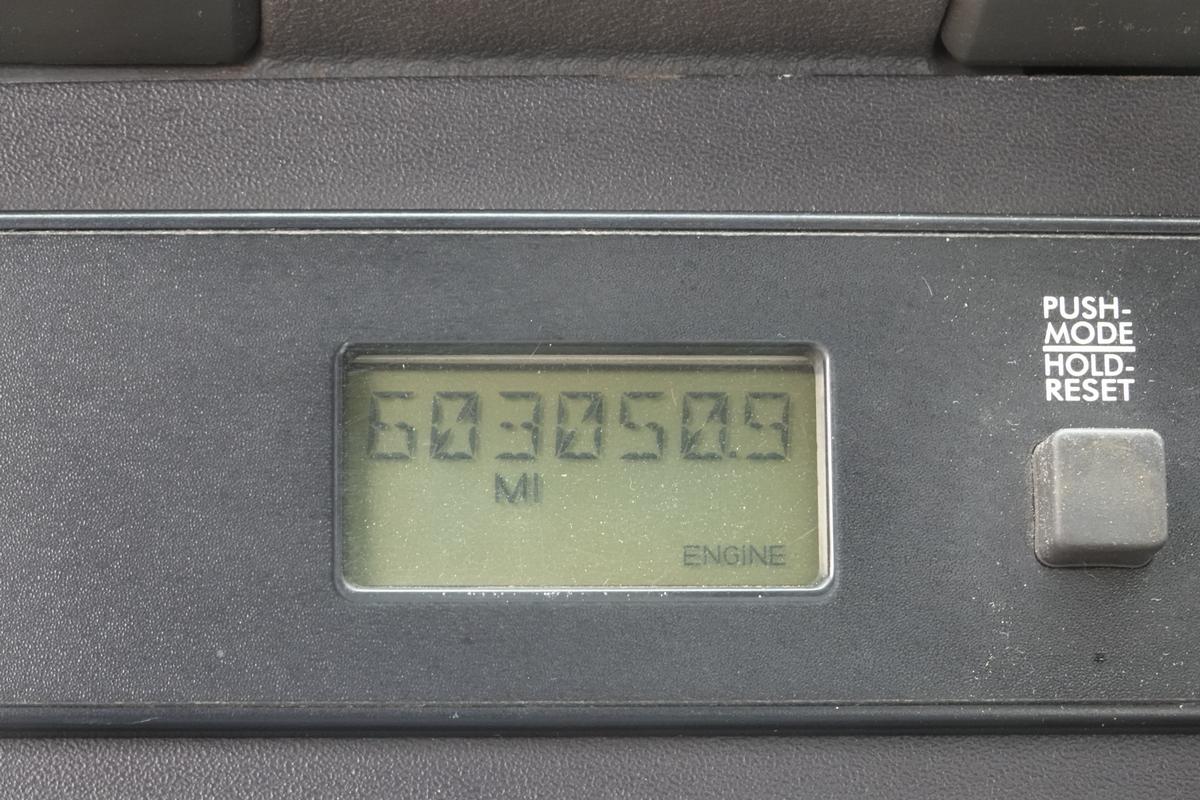 PUSH-
MODE
HOLD-
RESET
603050.9
MI
ENGINE